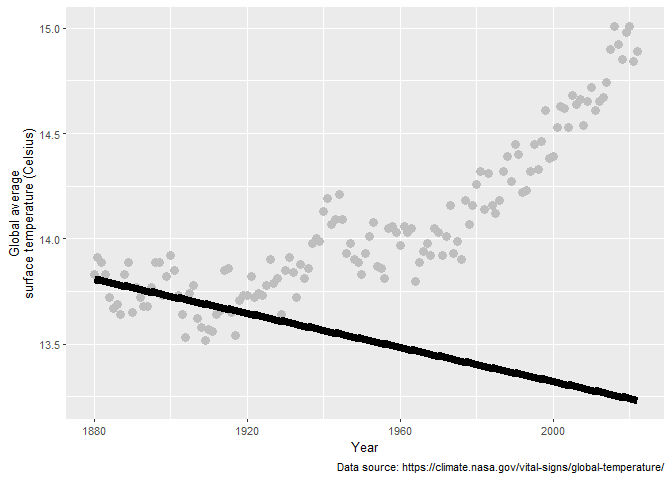 Global average
surface temperature (Celsius)
15.0
14.5
14.0
13.5
1880
1920
1960
2000
Year
Data source: https://climate.nasa.gov/vital-signs/global-temperature/